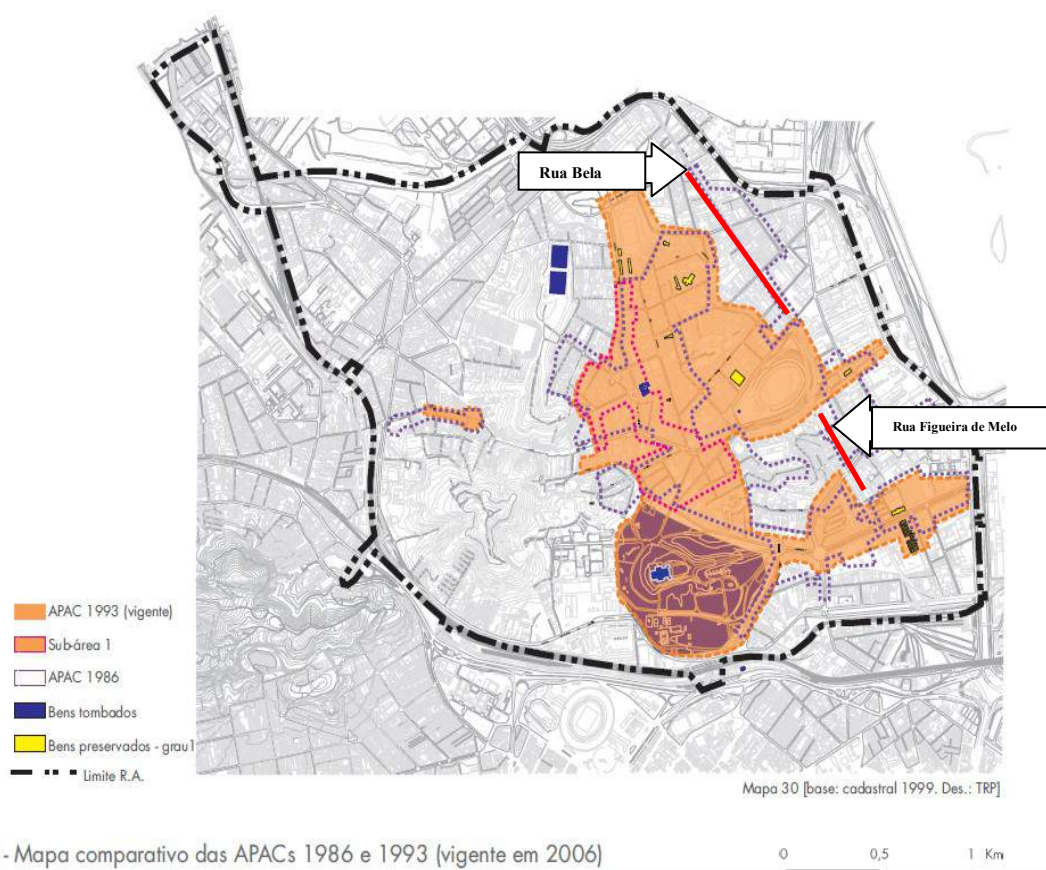 Rua Bela
Rua Figueira de Melo
APAC 1993 (vigente)
Sub-área 1
APAC 1986
Bens tombados
Bens preservados - grau1
Limite R.A.
Mapa 30 [base: cadastral 1999. Des.: TRP]
- Mapa comparativo das APACs 1986 e 1993 (vigente em 2006)
0 0,5 1 Km